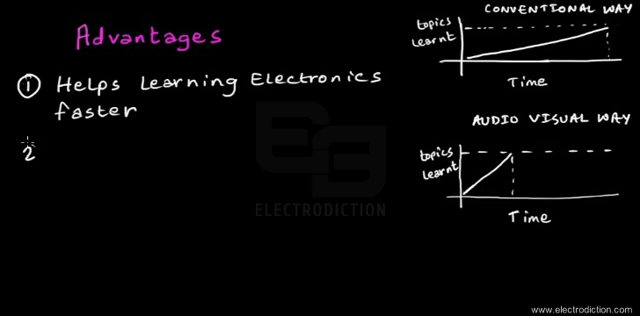 Advantages
① Helps Learning Electronics
faster
2
CONVENTIONAL WAY
topics
learnt
Time
AUDIO VISUAL WAY
topics
learnt
Time
ELECTRODICTION
www.electrodiction.com